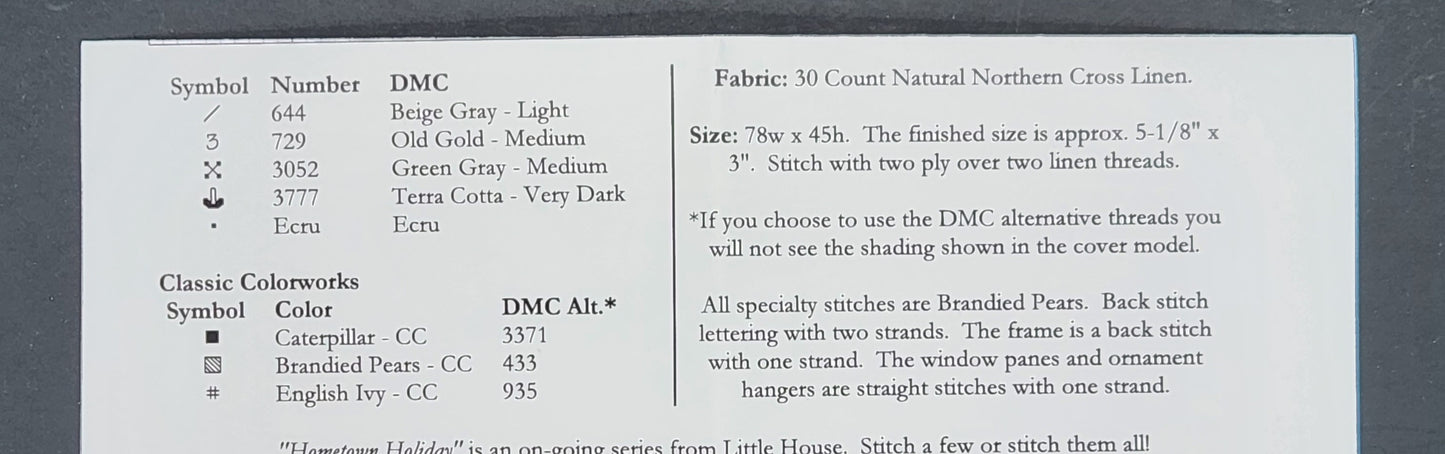 Symbol Number DMC
/ 644 Beige Gray - Light
3 729 Old Gold - Medium
3052 Green Gray - Medium
3777 Terra Cotta - Very Dark
▪ Ecru Ecru
Classic Colorworks
Symbol Color DMC Alt.*
■ Caterpillar - CC 3371
▧ Brandied Pears - CC 433
# English Ivy - CC 935
Fabric: 30 Count Natural Northern Cross Linen.
Size: 78w x 45h. The finished size is approx. 5-1/8" x
3". Stitch with two ply over two linen threads.
*If you choose to use the DMC alternative threads you
will not see the shading shown in the cover model.
All specialty stitches are Brandied Pears. Back stitch
lettering with two strands. The frame is a back stitch
with one strand. The window panes and ornament
hangers are straight stitches with one strand.
"Hometown Holiday" is an on-going series from Little House. Stitch a few or stitch them all!